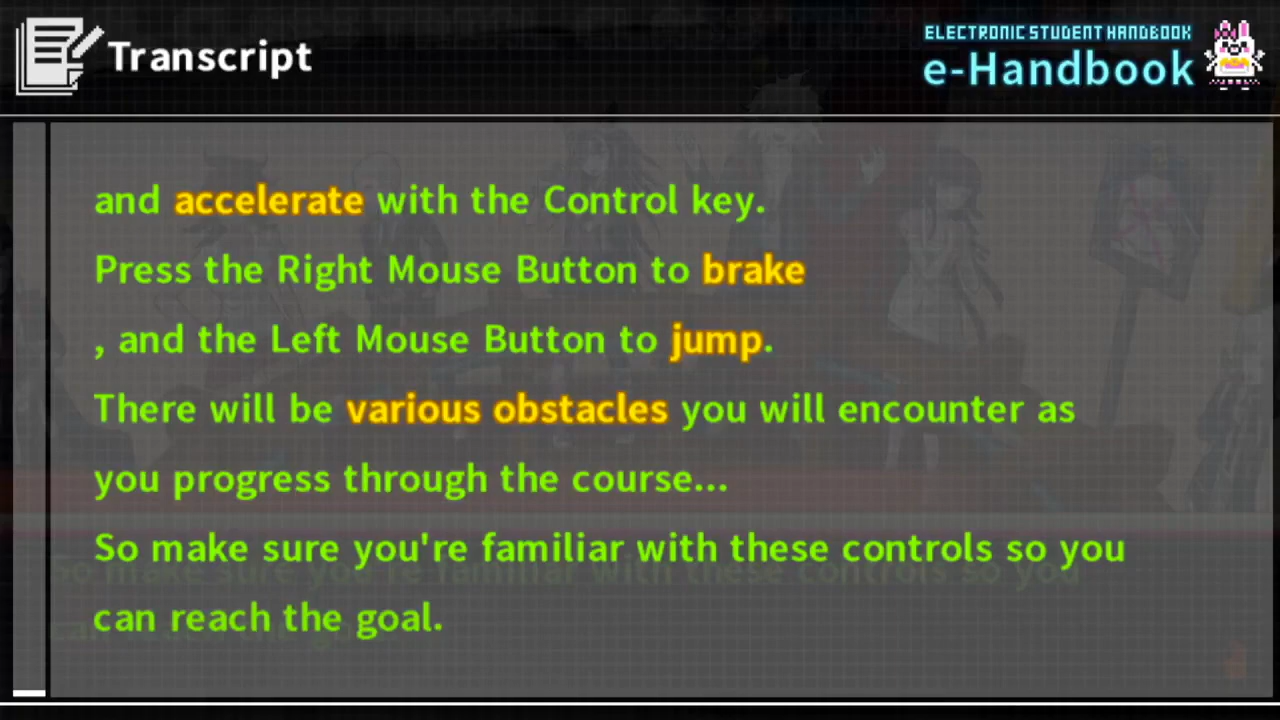 Transcript
ELECTRONIC STUDENT HANDBOOK
e-Handbook
and accelerate with the Control key.
Press the Right Mouse Button to brake
, and the Left Mouse Button to jump.
There will be various obstacles you will encounter as
you progress through the course...
So make sure you're familiar with these controls so you
can reach the goal.